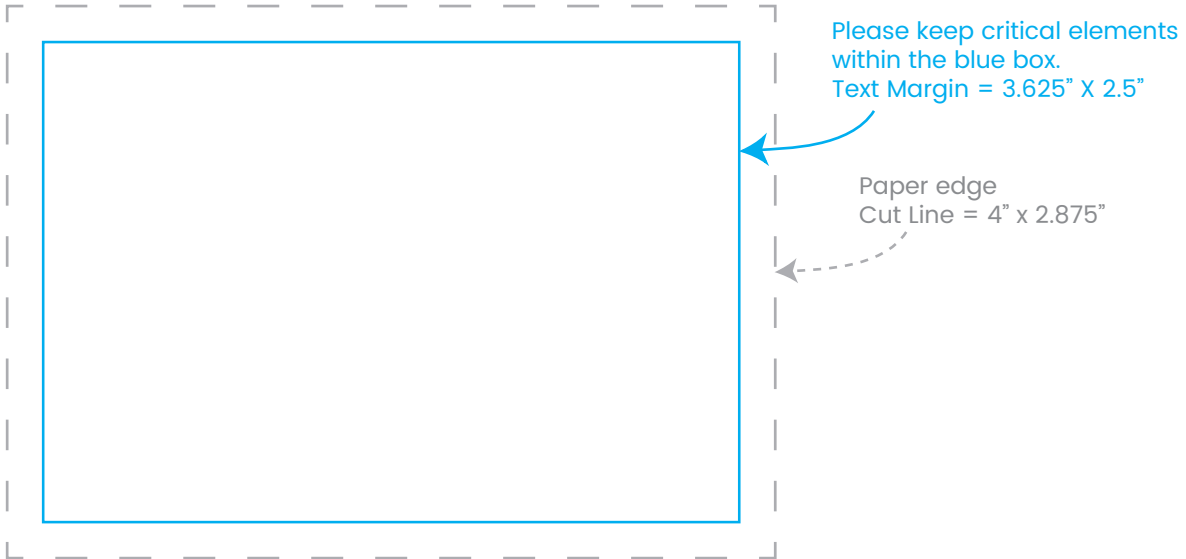 Please keep critical elements
within the blue box.
Text Margin = 3.625” X 2.5”
Paper edge
Cut Line = 4” x 2.875”